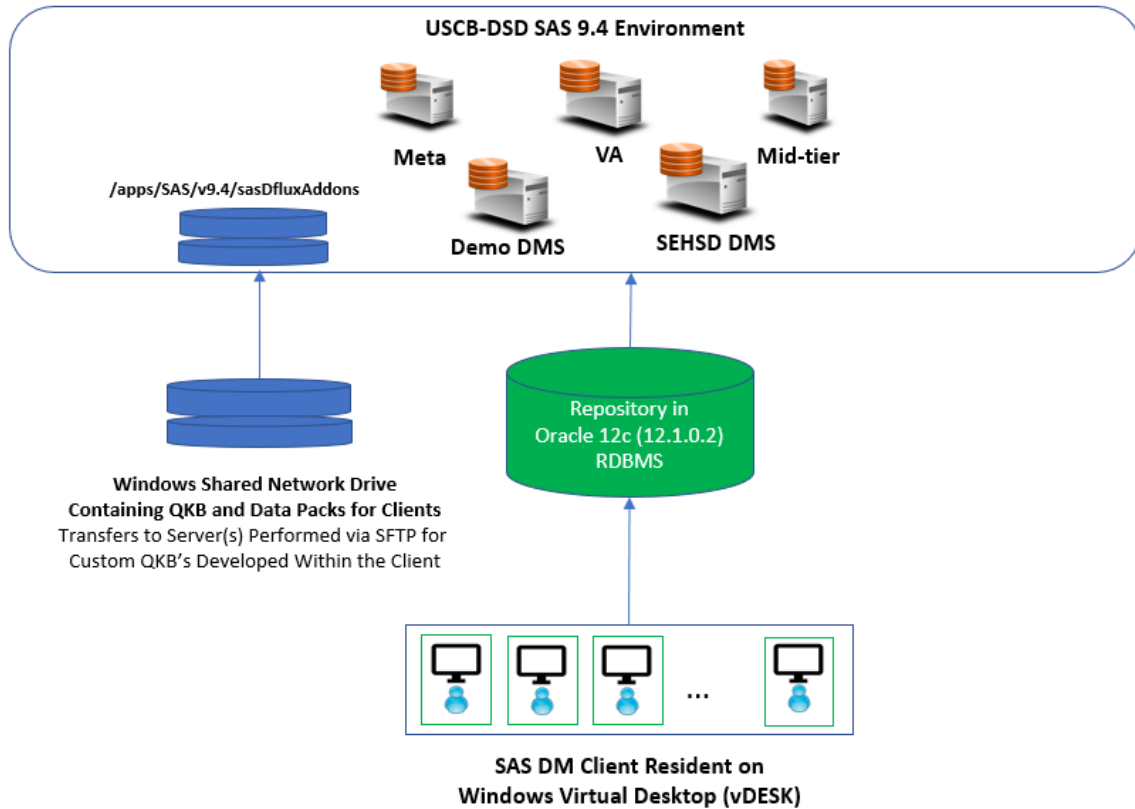 USCB-DSD SAS 9.4 Environment
Meta
VA
Mid-tier
/apps/SAS/v9.4/sasDfluxAddons
Demo DMS
SEHSD DMS
Repository in
Oracle 12c (12.1.0.2)
RDBMS
Windows Shared Network Drive
Containing QKB and Data Packs for Clients
Transfers to Server(s) Performed via SFTP for
Custom QKB's Developed Within the Client
...
SAS DM Client Resident on
Windows Virtual Desktop (vDESK)